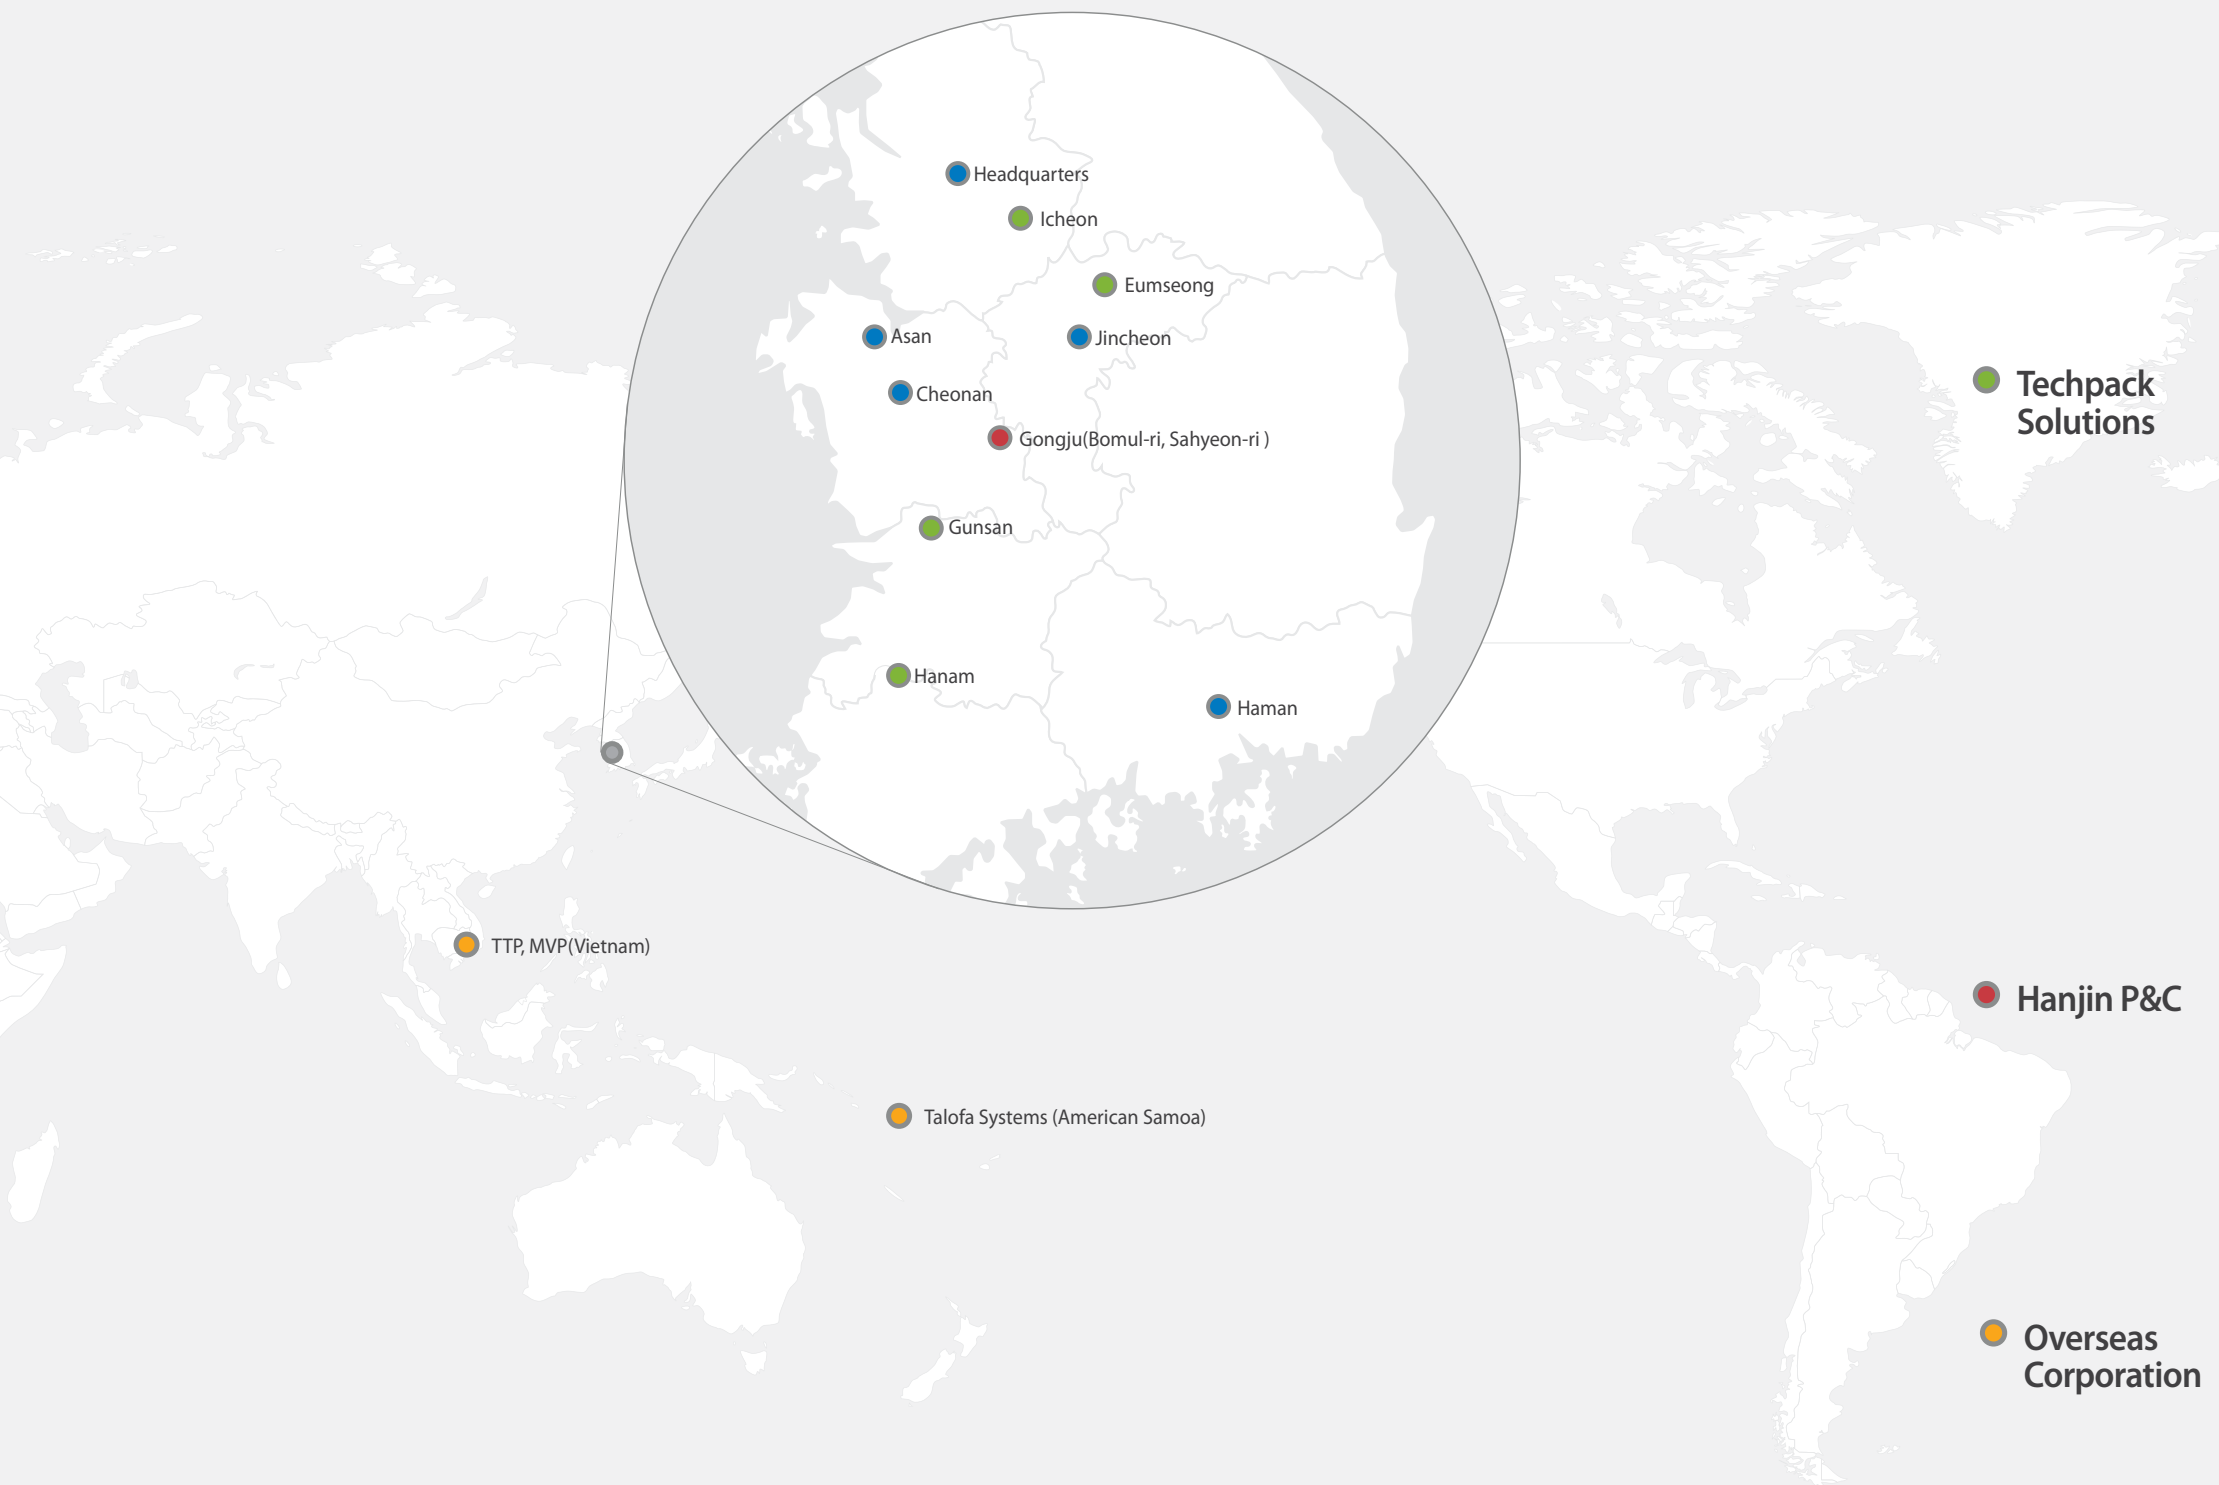 Headquarters
Icheon
Eumseong
Asan
Jincheon
Cheonan
Gongju(Bomul-ri, Sahyeon-ri )
Gunsan
Hanam
Haman
TTP, MVP(Vietnam)
Talofa Systems (American Samoa)
Techpack
Solutions
Hanjin P&C
Overseas
Corporation